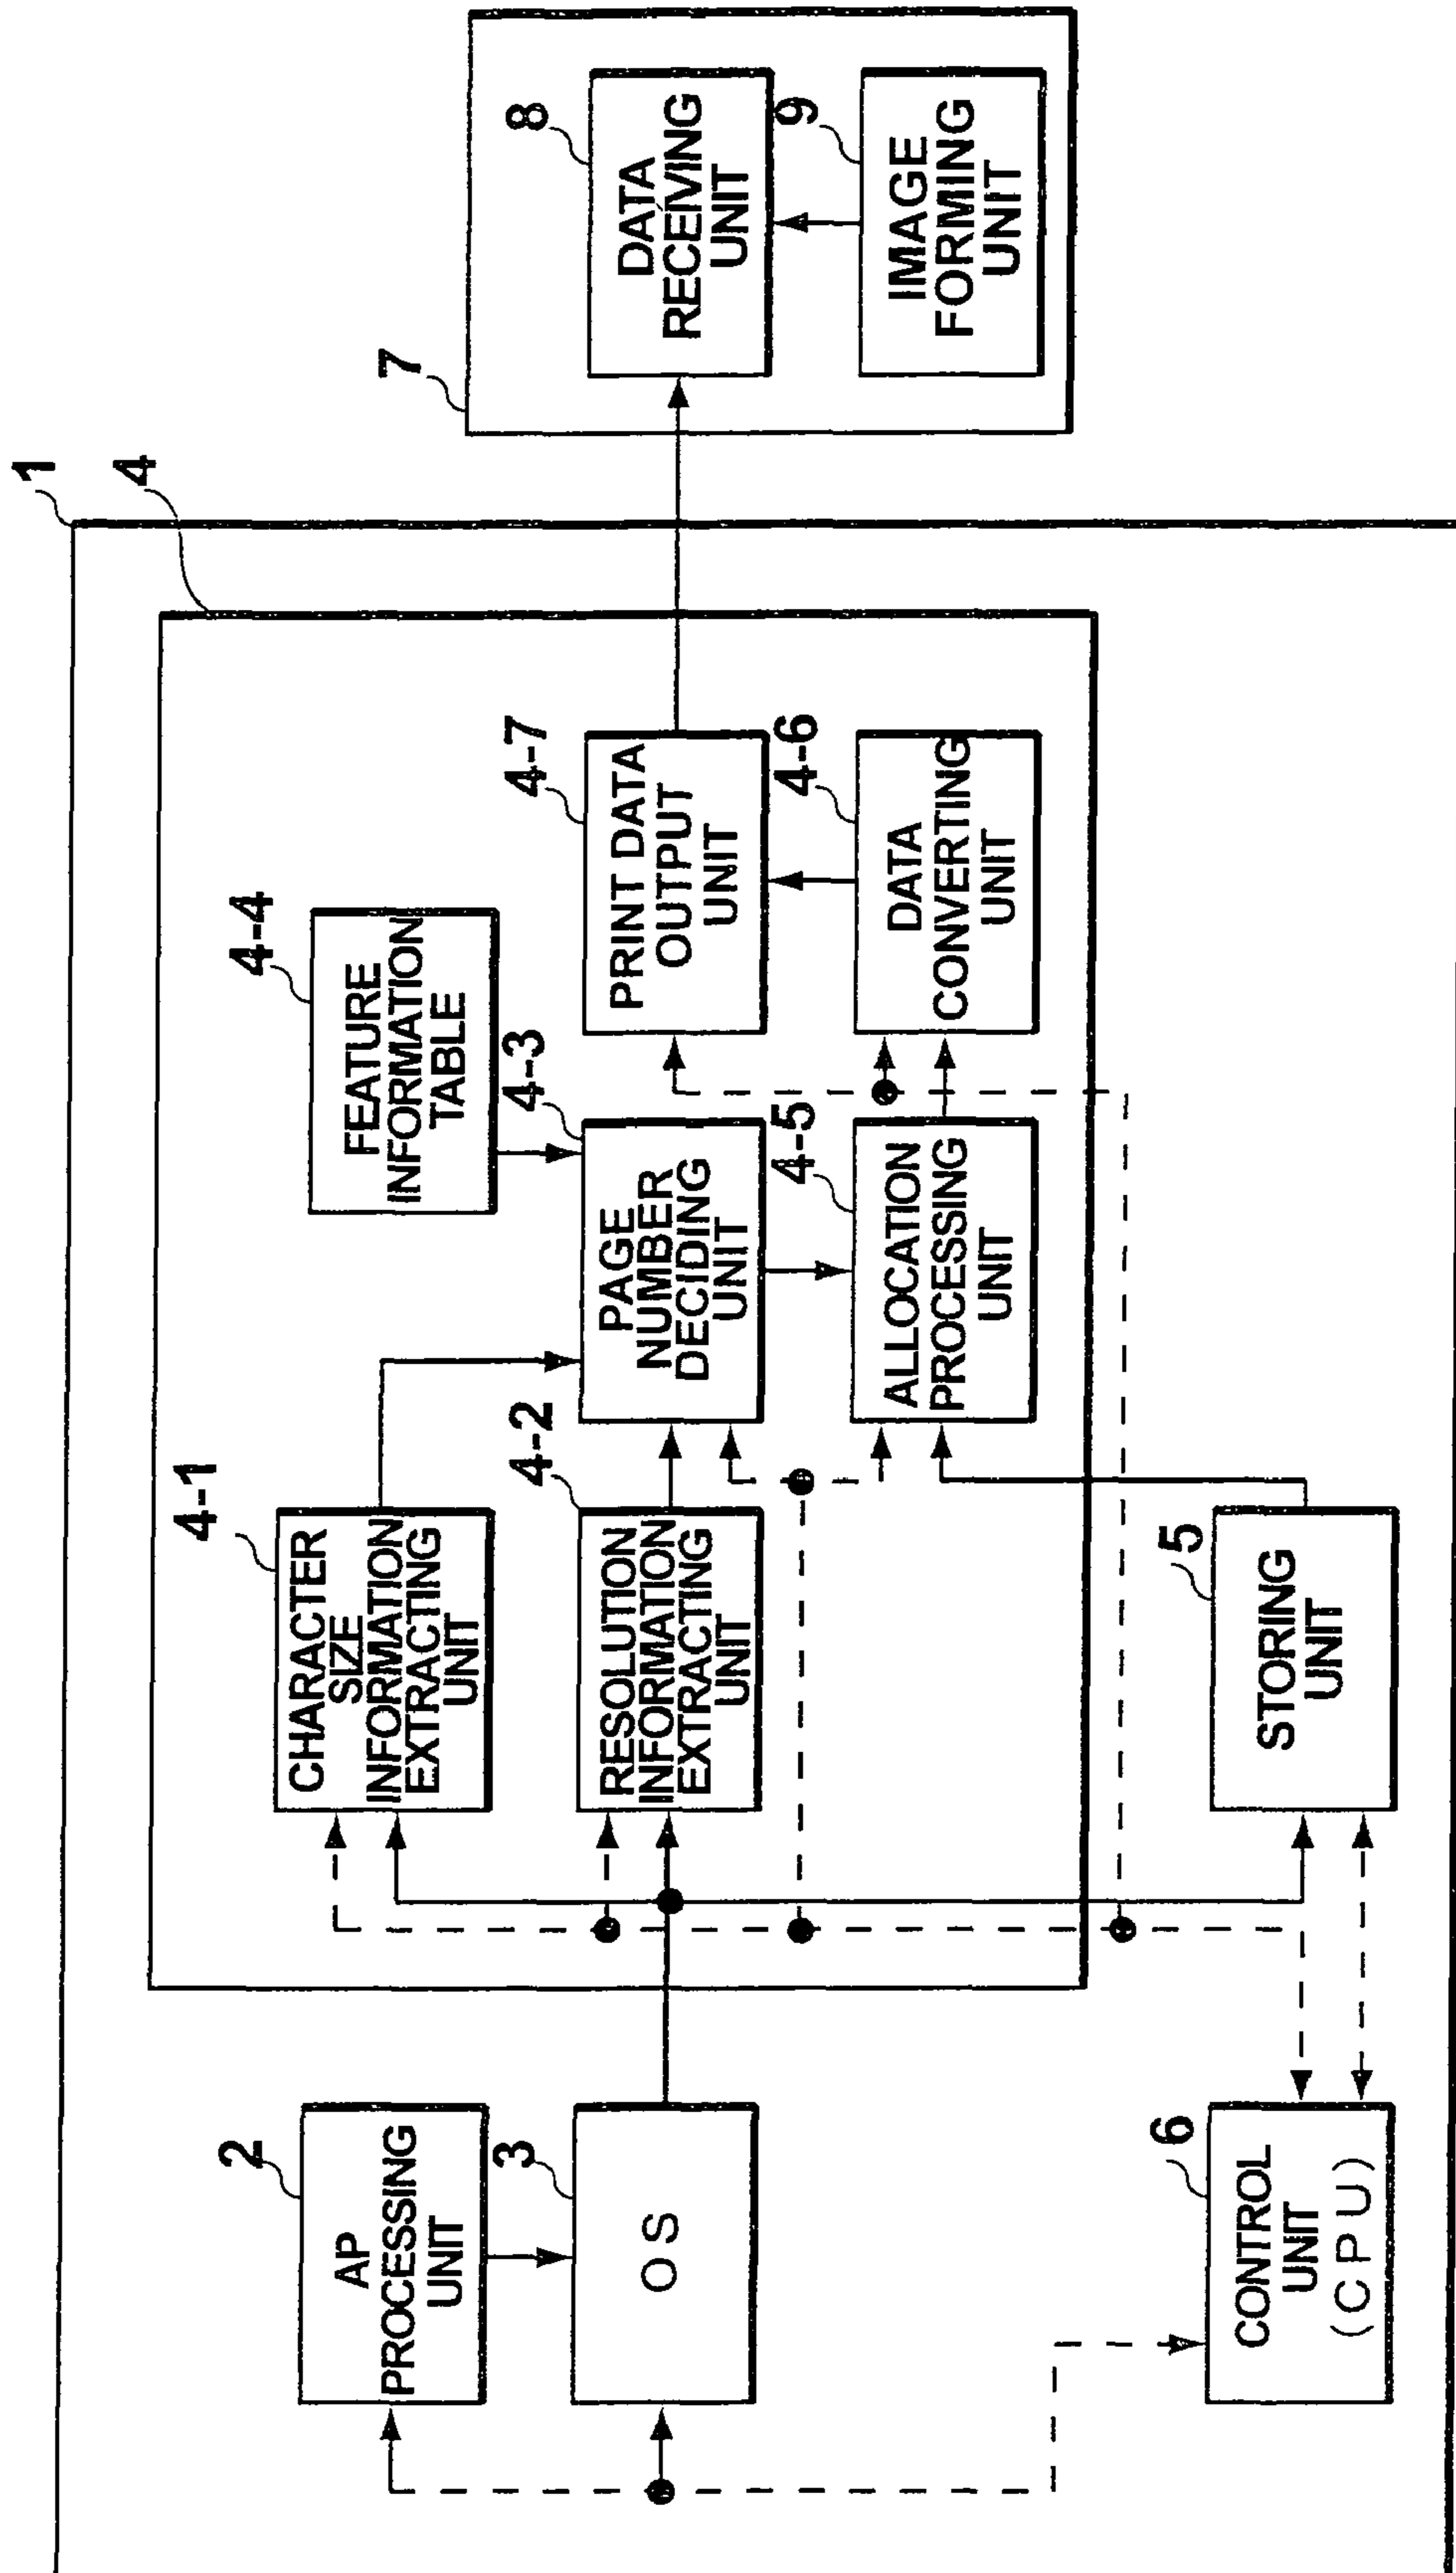 1
4
2
AP
PROCESSING
UNIT
3
OS
4-1
CHARACTER
SIZE
INFORMATION
EXTRACTING
UNIT
4-2
RESOLUTION
INFORMATION
EXTRACTING
UNIT
4-4
FEATURE
INFORMATION
TABLE
4-3
PAGE
NUMBER
DECIDING
UNIT
4-5
ALLOCATION
PROCESSING
UNIT
4-7
PRINT DATA
OUTPUT
UNIT
4-6
DATA
CONVERTING
UNIT
6
CONTROL
UNIT
(CPU)
5
STORING
UNIT
7
8
DATA
RECEIVING
UNIT
9
IMAGE
FORMING
UNIT